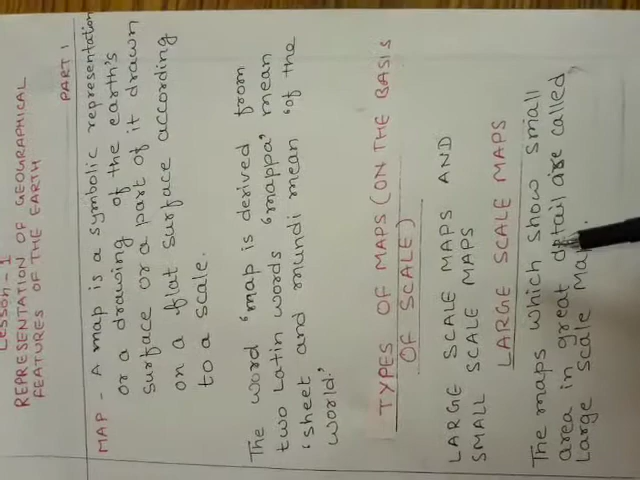 Lesson-1
REPRESENTATION OF GEOGRAPHICAL
FEATURES OF THE EARTH
PART 1
MAP - A map is a symbolic representation
or a drawing of the earth's
surface or a part of it drawn
on a flat surface according
to a scale.
The word 'map is derived from
two Latin words 'mappa' mean
'sheet and mundi mean 'of the
world.'
TYPES OF MAPS (ON THE BASIS
OF SCALE)
LARGE SCALE MAPS AND
SMALL SCALE MAPS
LARGE SCALE MAPS
The maps which show small
area in great detail are called
Large scale Map.